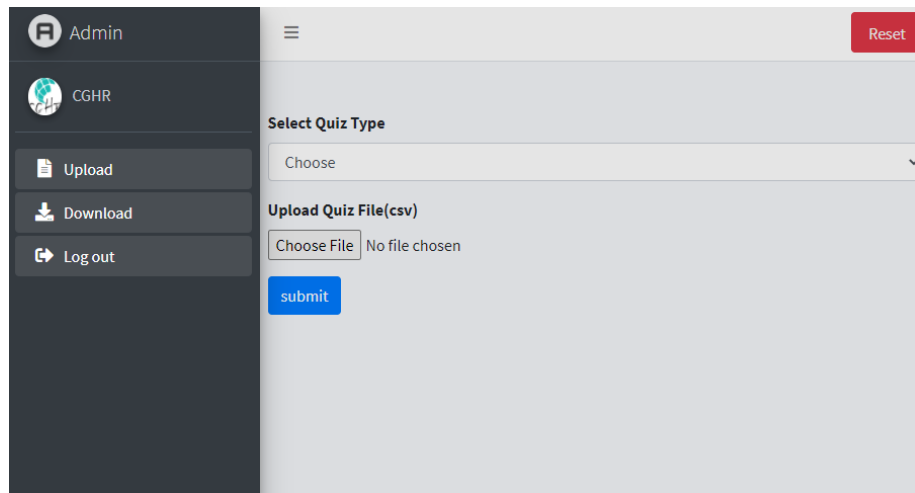 Admin
CGHR
Upload
Download
Log out
Reset
Select Quiz Type
Choose
Upload Quiz File(csv)
Choose File No file chosen
submit